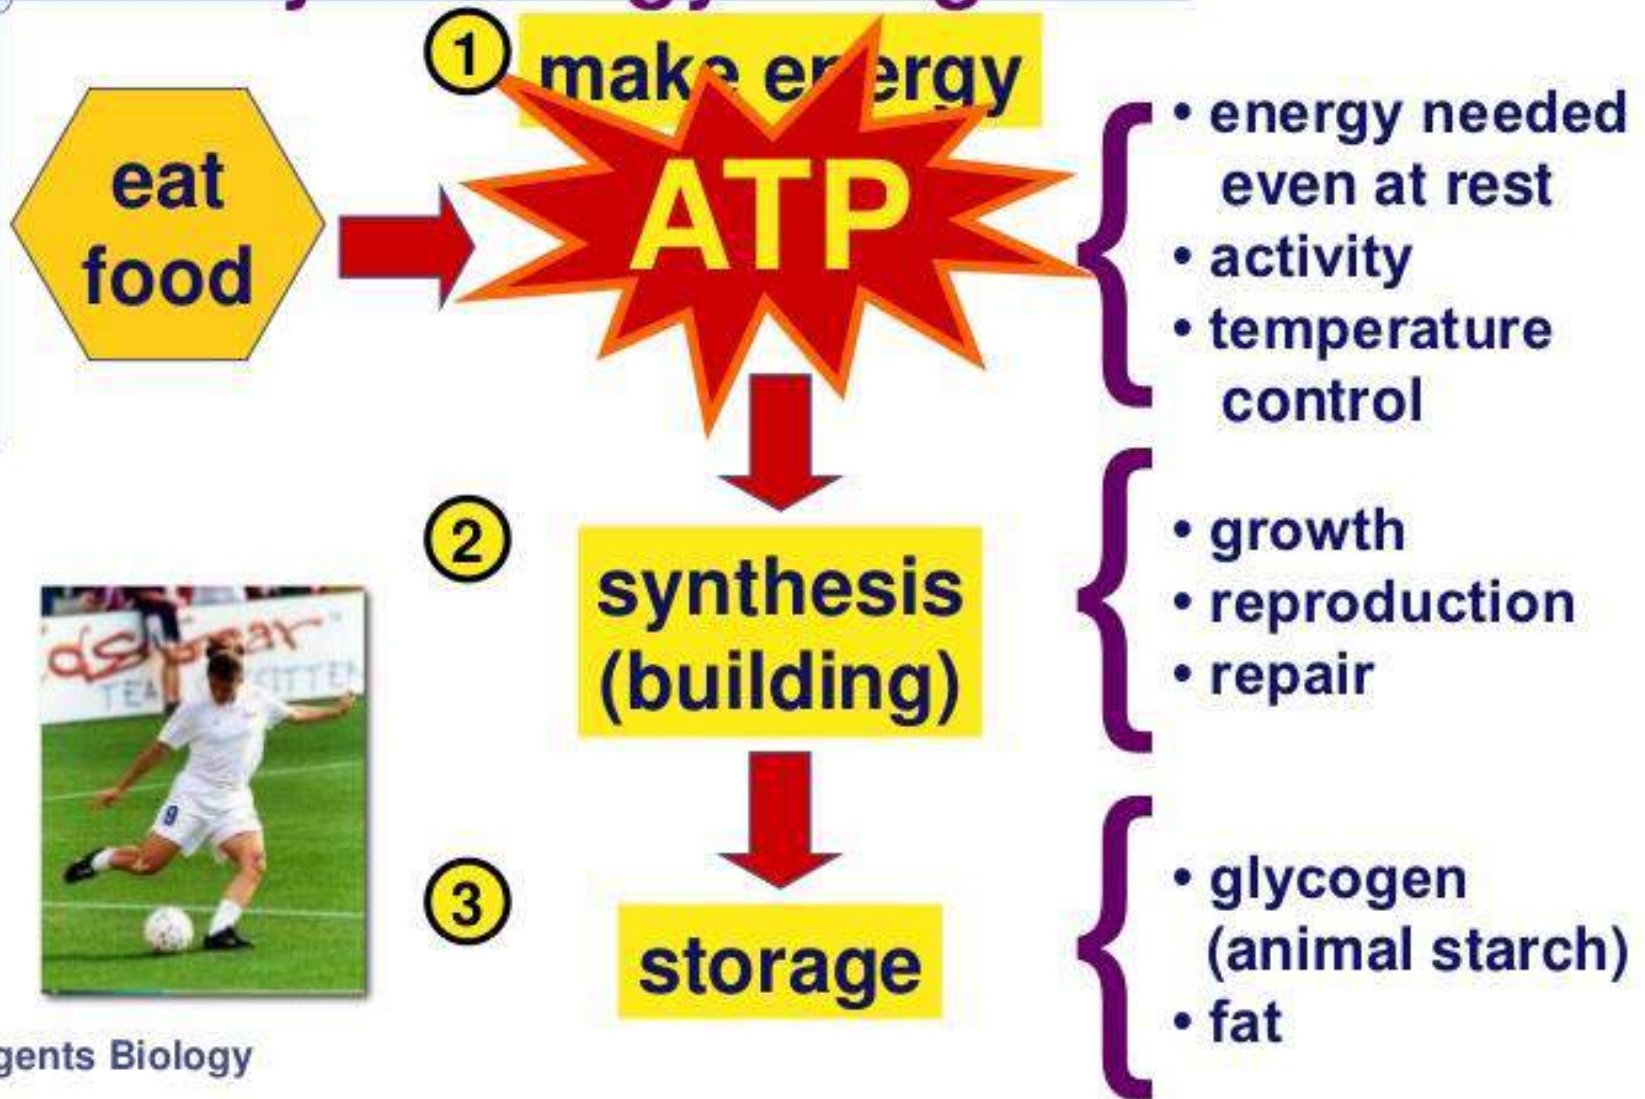 1
make energy
eat
food
ATP
• energy needed
even at rest
• activity
• temperature
control
2
synthesis
(building)
• growth
• reproduction
• repair
3
storage
• glycogen
(animal starch)
• fat
9
gents Biology